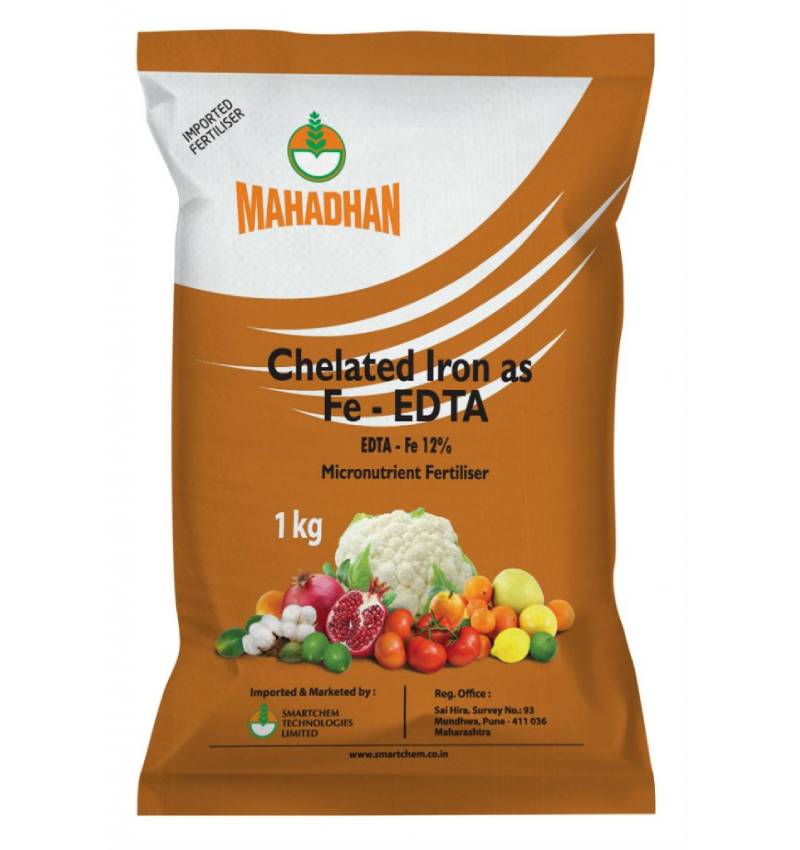 IMPORTED
FERTILISER
MAHADHAN
Chelated Iron as
Fe - EDTA
EDTA - Fe 12%
Micronutrient Fertiliser
1 kg
Imported & Marketed by :
SMARTCHEM
TECHNOLOGIES
LIMITED
Reg. Office :
Sai Hira, Survey No.: 93
Mundhwa, Pune - 411 036
Maharashtra
www.smartchem.co.in